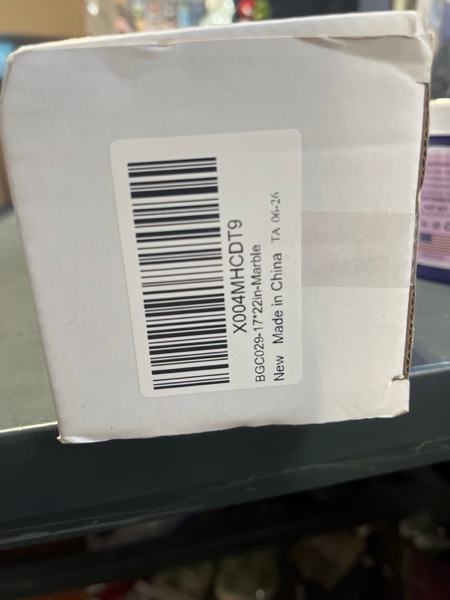 X004MHCDT9
BGC029-17*22in-Marble
New Made in China TA 06-26